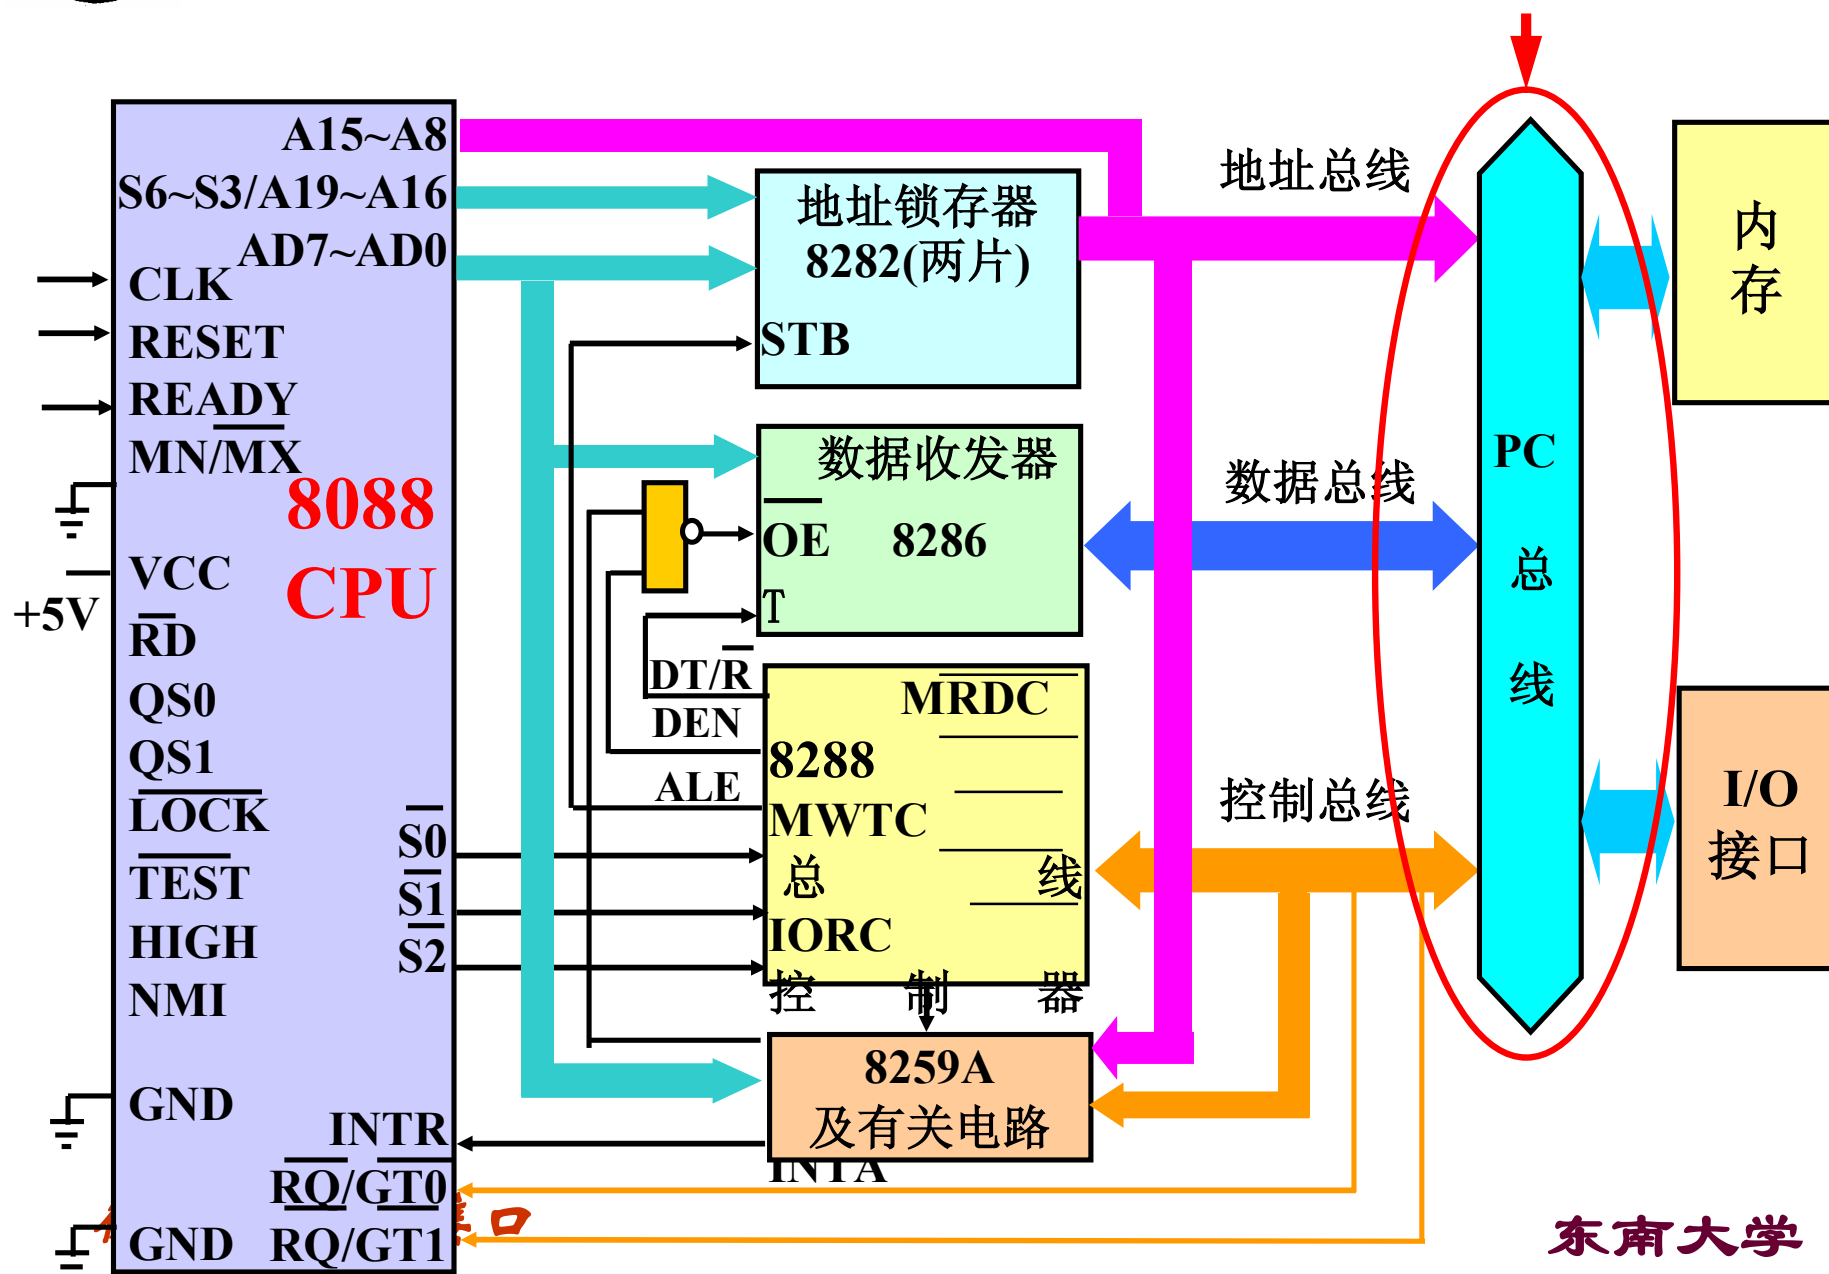 A15~A8
S6~S3/A19~A16
AD7~AD0
CLK
RESET
READY
MN/MX
8088
CPU
VCC
+5V
RD
QS0
QS1
LOCK
TEST
HIGH
NMI
S0
S1
S2
GND
INTR
RQ/GT0
GND
RQ/GT1
地址锁存器
8282(两片)
STB
数据收发器
OE 8286
T
DT/R
DEN
ALE
MRDC
8288
MWTC
总 线
IORC
控 制 器
8259A
及有关电路
INTA
地址总线
数据总线
控制总线
PC
总
线
内
存
I/O
接口
口
东南大学